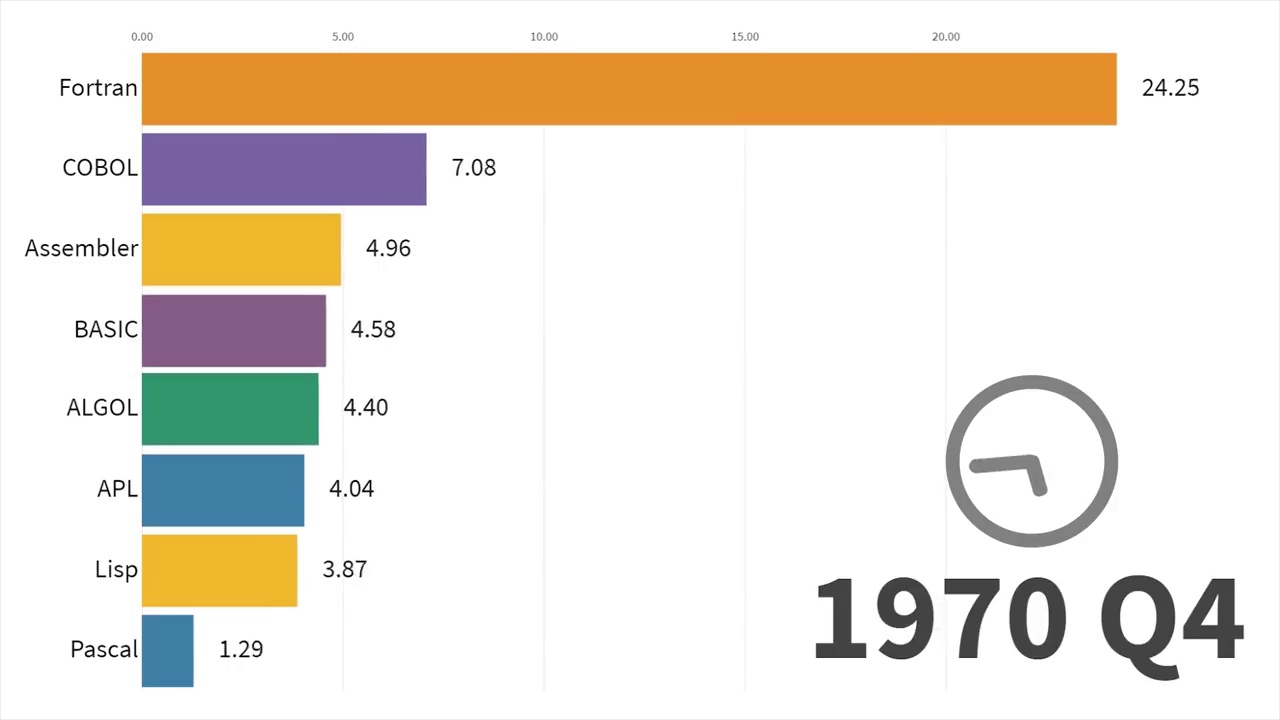 0.00 5.00 10.00 15.00 20.00
Fortran 24.25
COBOL 7.08
Assembler 4.96
BASIC 4.58
ALGOL 4.40
APL 4.04
Lisp 3.87
Pascal 1.29
1970 Q4